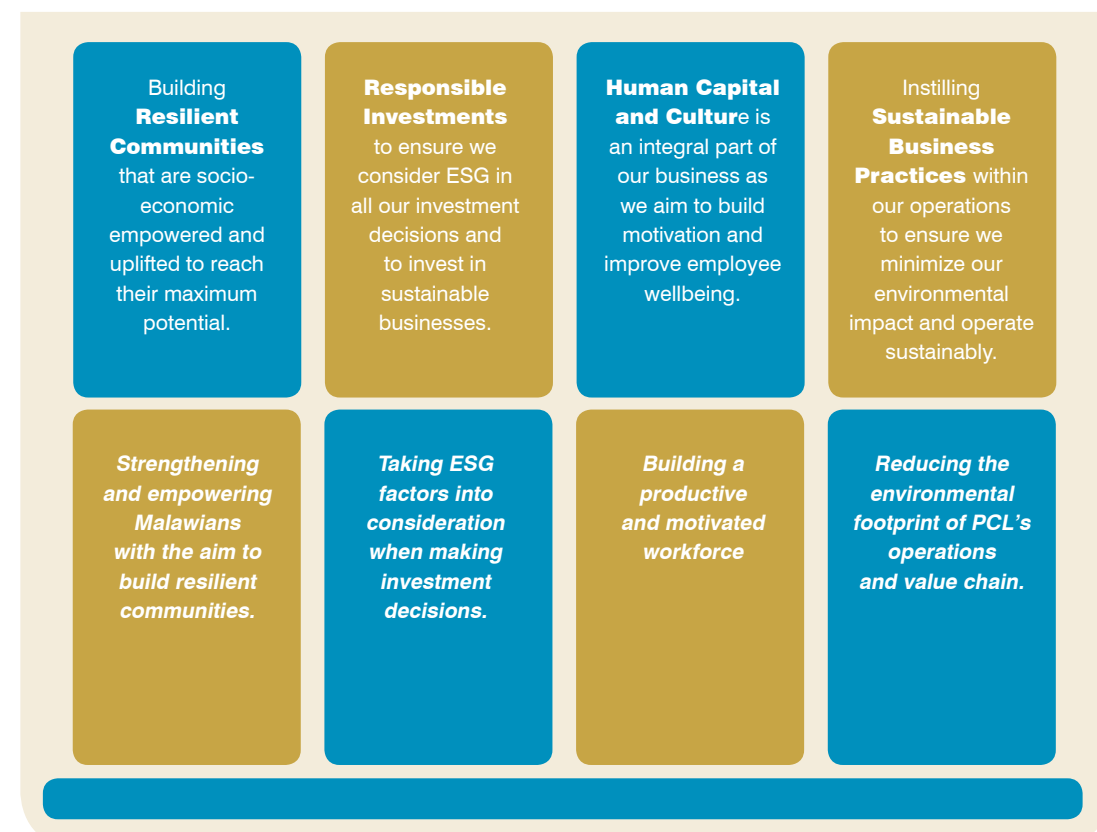 Building
Resilient
Communities
that are socio-
economic
empowered and
uplifted to reach
their maximum
potential.
Responsible
Investments
to ensure we
consider ESG in
all our investment
decisions and
to invest in
sustainable
businesses.
Human Capital
and Culture is
an integral part of
our business as
we aim to build
motivation and
improve employee
wellbeing.
Instilling
Sustainable
Business
Practices within
our operations
to ensure we
minimize our
environmental
impact and operate
sustainably.
Strengthening
and empowering
Malawians
with the aim to
build resilient
communities.
Taking ESG
factors into
consideration
when making
investment
decisions.
Building a
productive
and motivated
workforce
Reducing the
environmental
footprint of PCL’s
operations
and value chain.